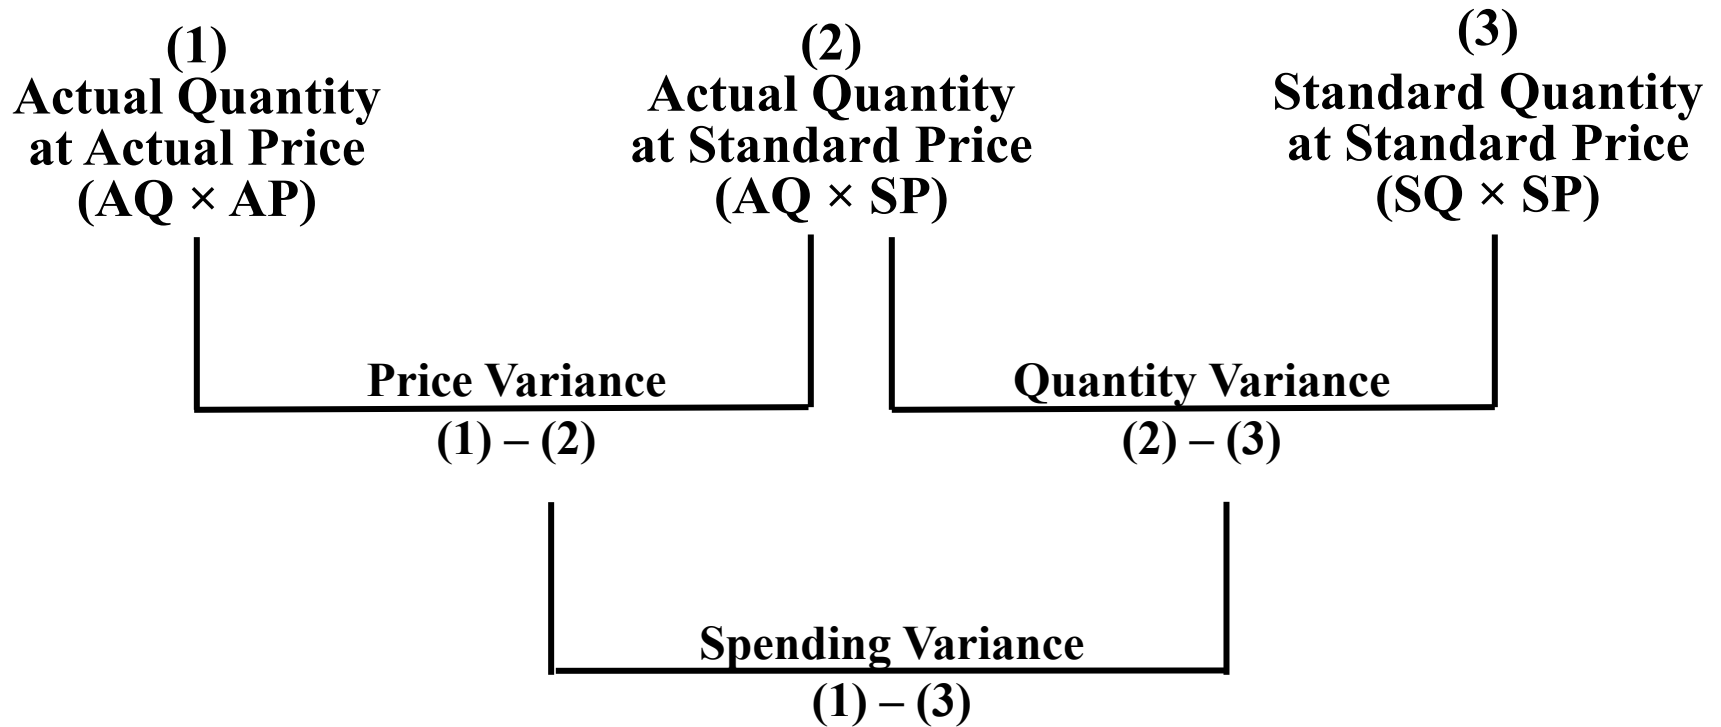 (1)
Actual Quantity
at Actual Price
(AQ × AP)
(2)
Actual Quantity
at Standard Price
(AQ × SP)
(3)
Standard Quantity
at Standard Price
(SQ × SP)
Price Variance
(1) – (2)
Quantity Variance
(2) – (3)
Spending Variance
(1) – (3)